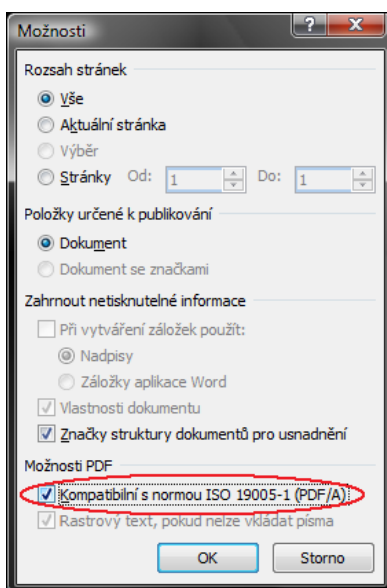 Možnosti
Rozsah stránek
Vše
Aktuální stránka
Výběr
Stránky Od: 1 Do: 1
Položky určené k publikování
Dokument
Dokument se značkami
Zahrnout netisknutelné informace
Při vytváření záložek použít:
Nadpisy
Záložky aplikace Word
Vlastnosti dokumentu
Značky struktury dokumentů pro usnadnění
Možnosti PDF
Kompatibilní s normou ISO 19005-1 (PDF/A)
Rastrový text, pokud nelze vkládat písma
OK Storno